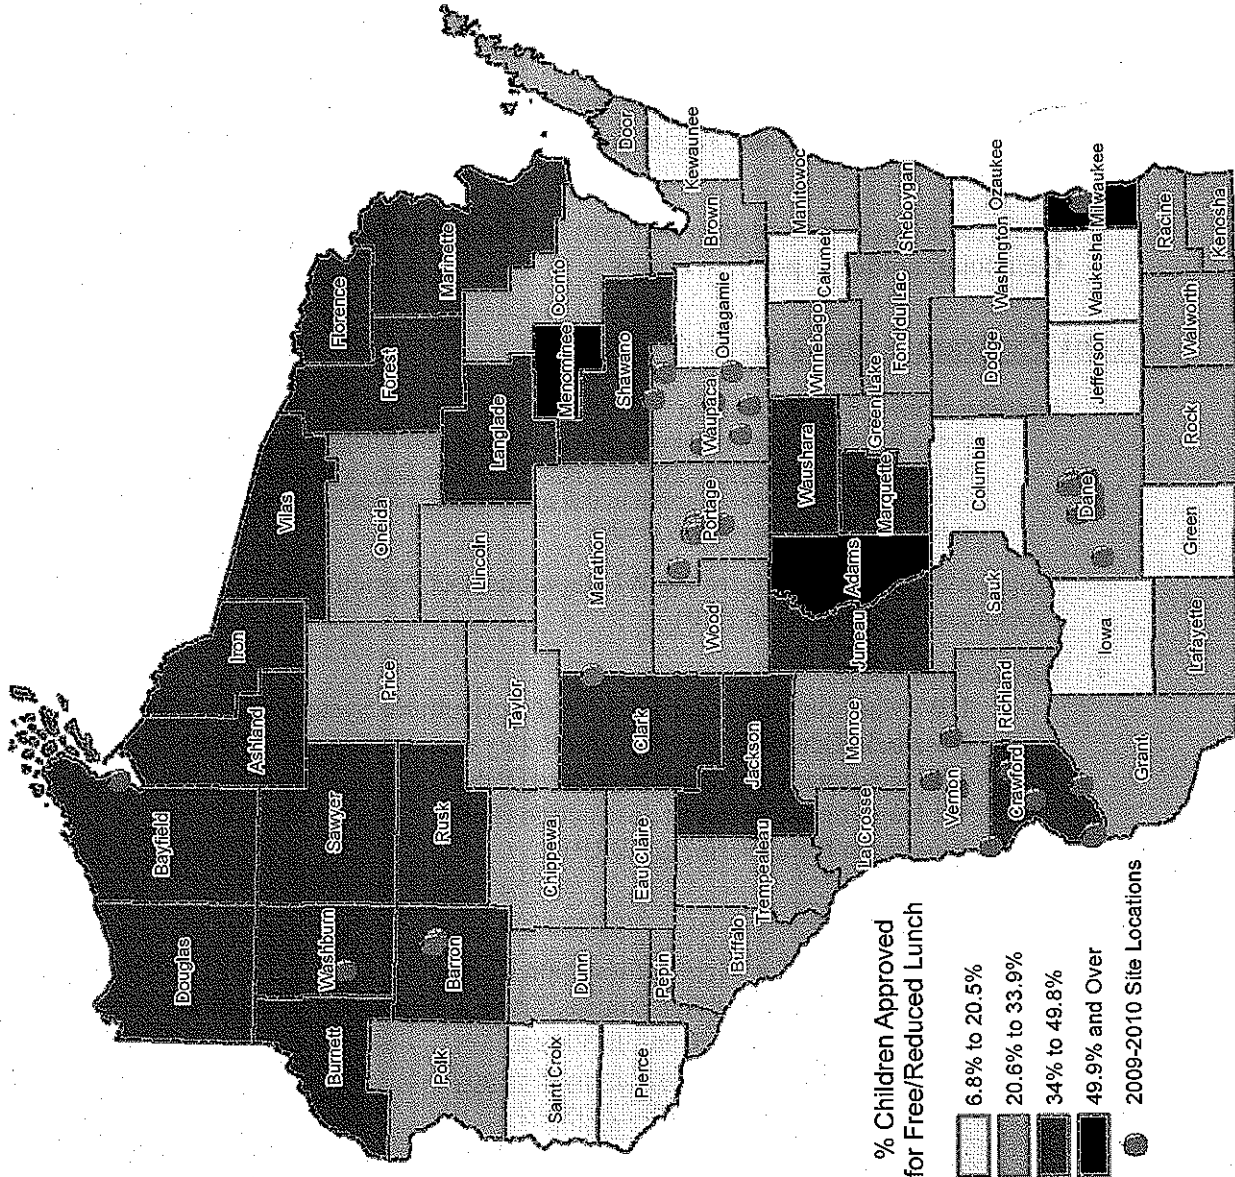 Douglas
Bayfield
Ashland
Iron
Vilas
Florence
Forest
Marinette
Burnett
Washburn
Sawyer
Price
Oneida
Langlade
Oconto
Door
Polk
Barron
Rusk
Taylor
Lincoln
Menominee
Saint Croix
Dunn
Chippewa
Clark
Marathon
Shawano
Kewaunee
Pierce
Pepin
Eau Claire
Buffalo
Trempealeau
Jackson
Wood
Portage
Waupaca
Outagamie
Brown
La Crosse
Monroe
Juneau
Adams
Waushara
Winnebago
Calumet
Manitowoc
Marquette
Green Lake
Fond du Lac
Sheboygan
Vernon
Richland
Sauk
Columbia
Dodge
Washington
Ozaukee
Crawford
Grant
Iowa
Dane
Jefferson
Waukesha
Milwaukee
Lafayette
Green
Rock
Walworth
Racine
Kenosha
% Children Approved
for Free/Reduced Lunch
6.8% to 20.5%
20.6% to 33.9%
34% to 49.8%
49.9% and Over
2009-2010 Site Locations